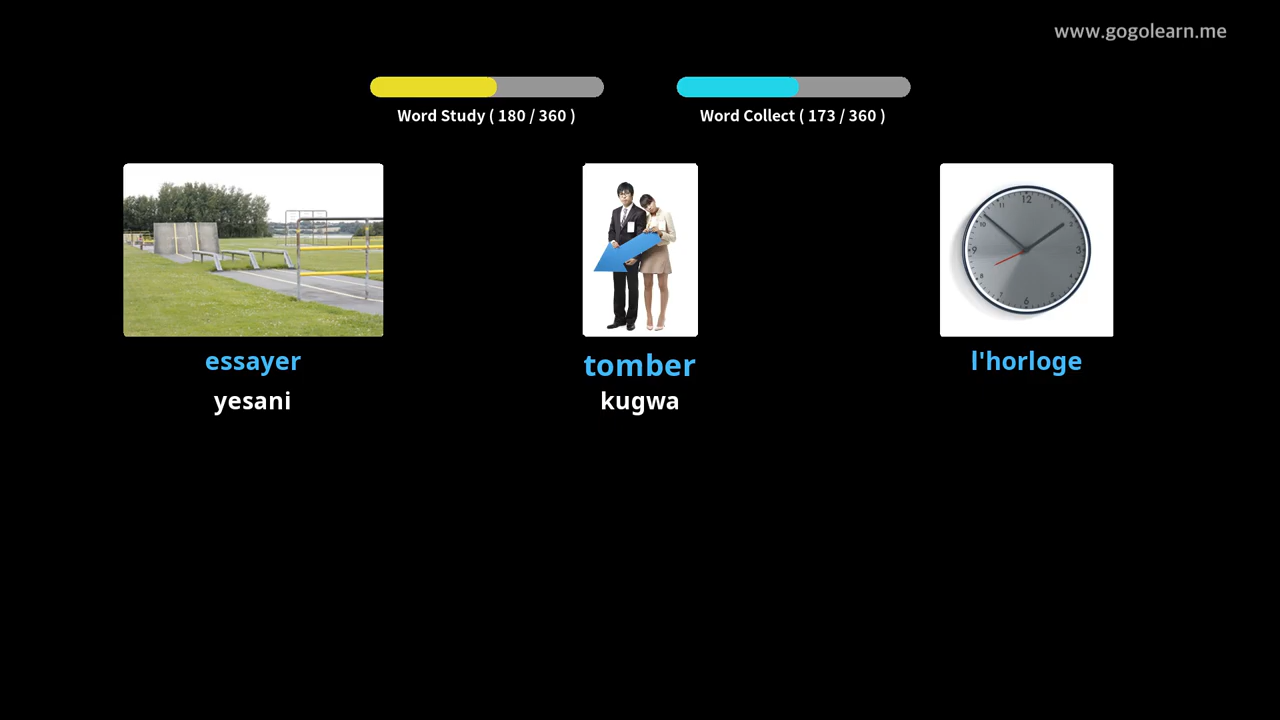 www.gogolearn.me
Word Study ( 180 / 360 )
Word Collect ( 173 / 360 )
essayer
yesani
tomber
kugwa
l'horloge